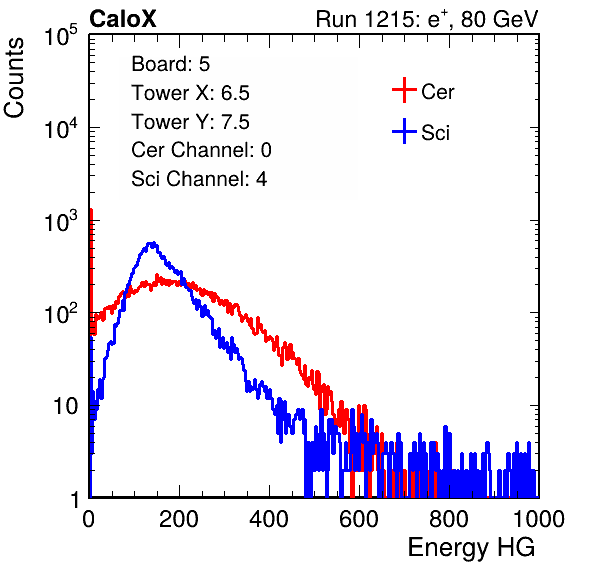 CaloX Run 1215: e⁺, 80 GeV
Counts
Board: 5
Tower X: 6.5
Tower Y: 7.5
Cer Channel: 0
Sci Channel: 4
Cer
Sci
10⁵
10⁴
10³
10²
10
1
0 200 400 600 800 1000
Energy HG